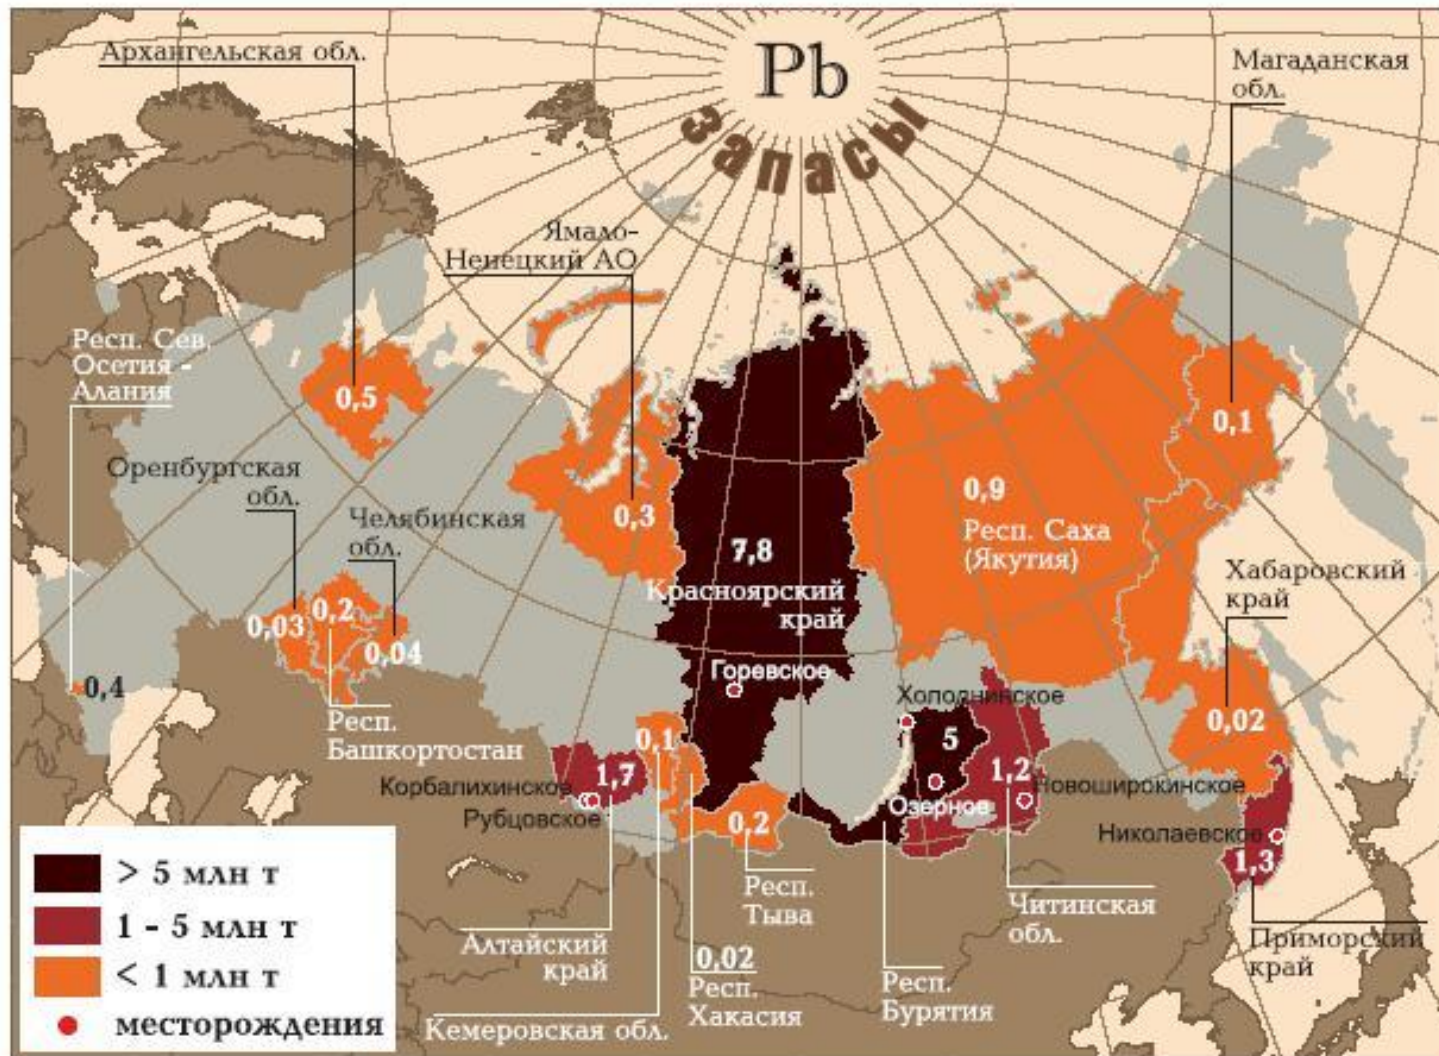 Pb
запасы
Архангельская обл.
Магаданская
обл.
Ямало-
Ненецкий АО
Респ. Сев.
Осетия -
Алания
0,5
0,1
Оренбургская
обл.
Челябинская
обл.
0,3
0,9
Респ. Саха
(Якутия)
7,8
Красноярский
край
Хабаровский
край
0,03
0,2
0,04
0,4
Горевское
Холоднинское
0,02
Респ.
Башкортостан
0,1
5
1,7
1,2
Корбалихинское
Рубцовское
Озерное
Новоширокинское
0,2
Николаевское
1,3
> 5 млн т
1 - 5 млн т
< 1 млн т
месторождения
Алтайский
край
Кемеровская обл.
0,02
Респ.
Хакасия
Респ.
Тыва
Респ.
Бурятия
Читинская
обл.
Приморский
край